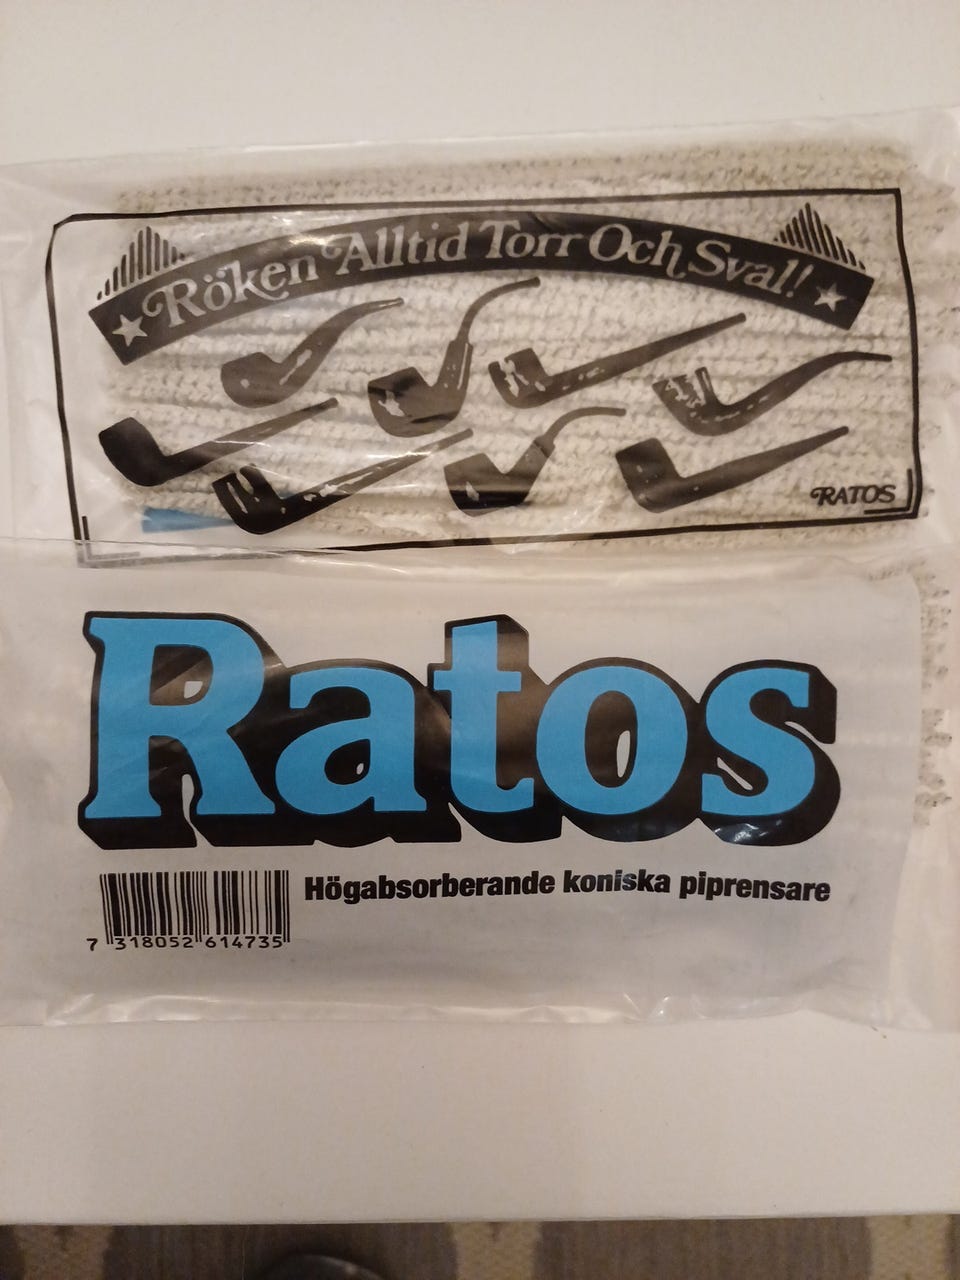 Röken Alltid Torr Och Sval!
RATOS
Ratos
Högabsorberande koniska piprensare
7 318052 614735